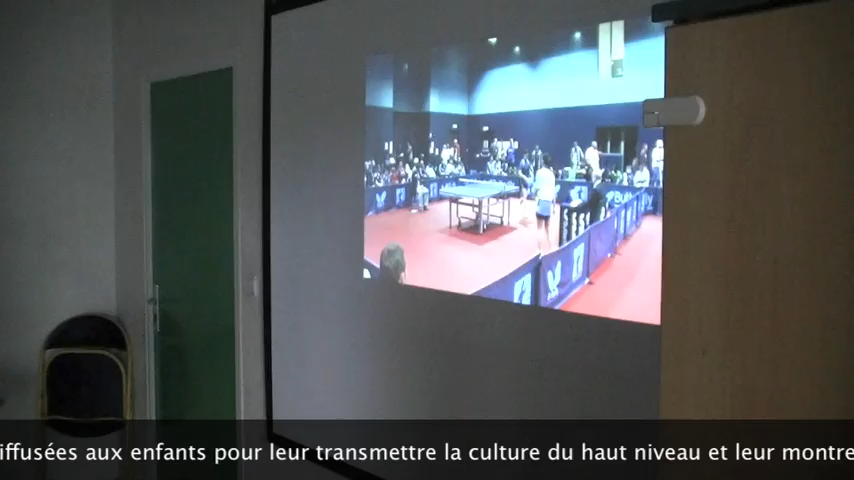 iffusées aux enfants pour leur transmettre la culture du haut niveau et leur montre